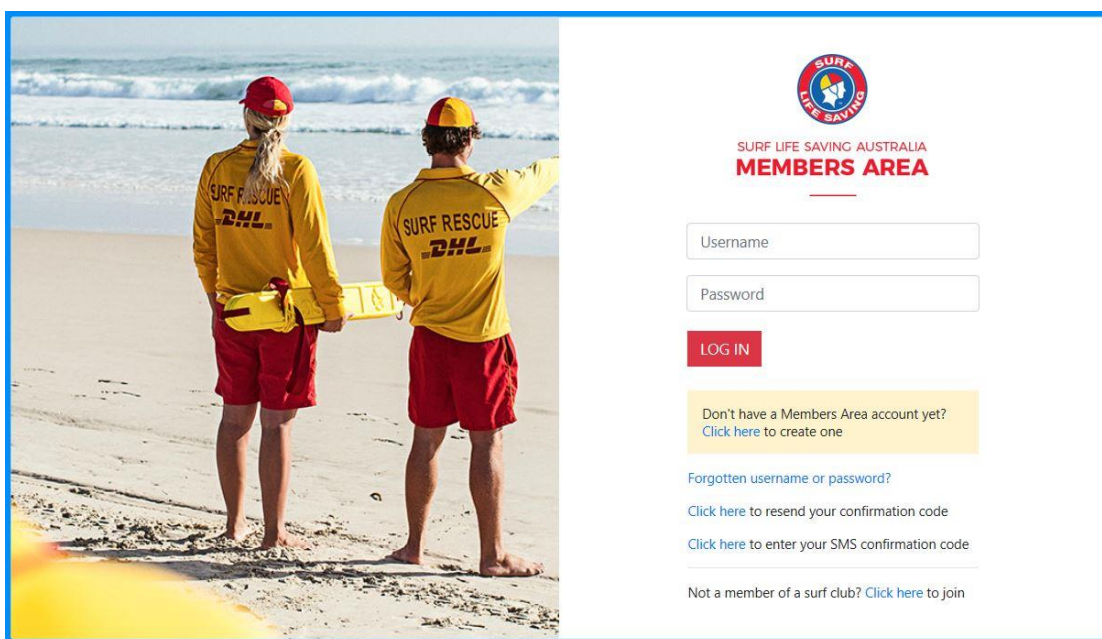 SURF RESCUE
DHL
SURF RESCUE
DHL
SURF
LIFE SAVING
SURF LIFE SAVING AUSTRALIA
MEMBERS AREA
Username
Password
LOG IN
Don't have a Members Area account yet?
Click here to create one
Forgotten username or password?
Click here to resend your confirmation code
Click here to enter your SMS confirmation code
Not a member of a surf club? Click here to join